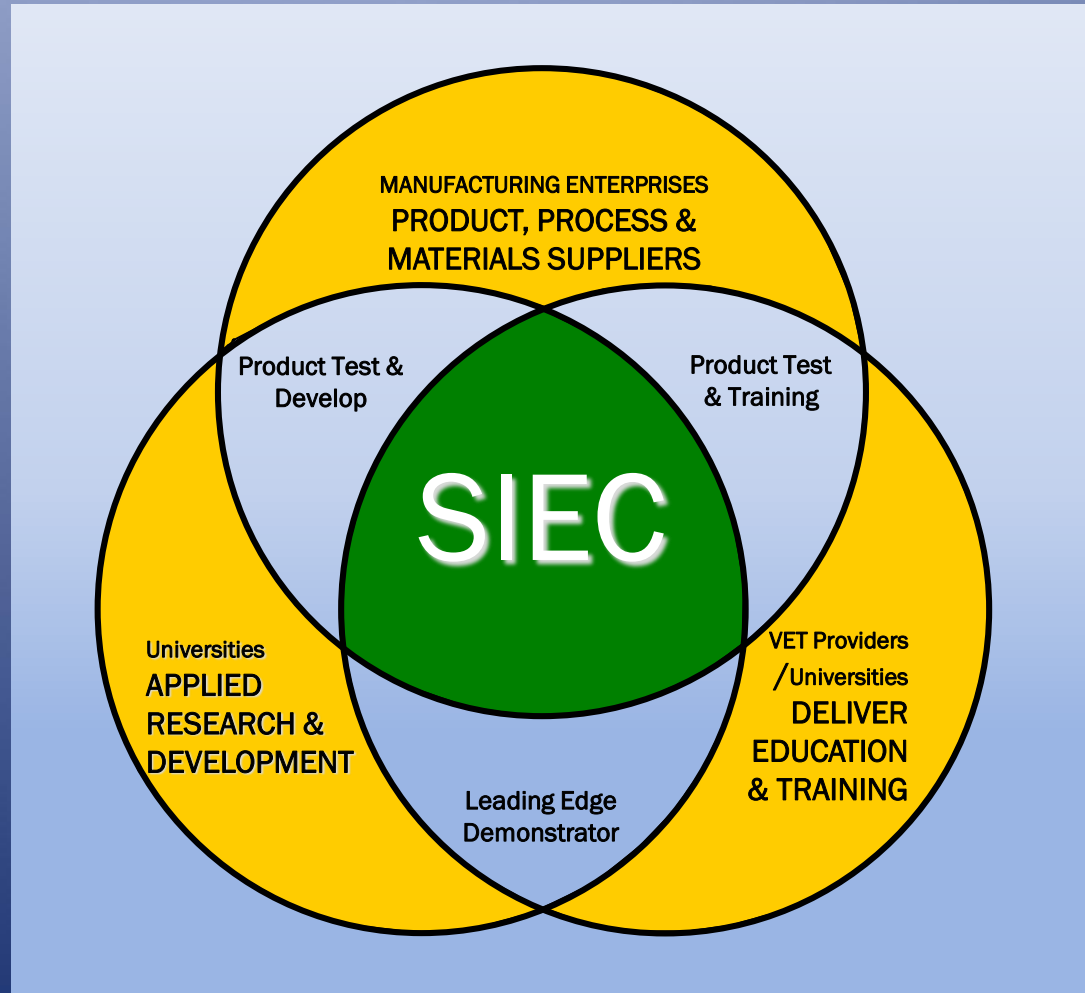 MANUFACTURING ENTERPRISES
PRODUCT, PROCESS &
MATERIALS SUPPLIERS
Product Test &
Develop
Product Test
& Training
SIEC
Universities
APPLIED
RESEARCH &
DEVELOPMENT
VET Providers
/Universities
DELIVER
EDUCATION
& TRAINING
Leading Edge
Demonstrator